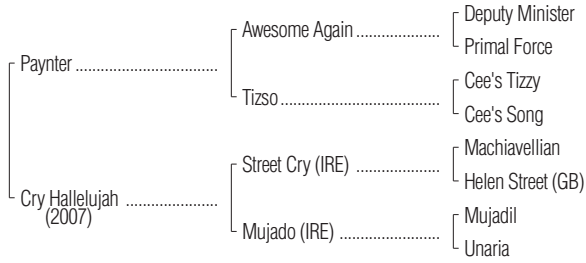 Deputy Minister
Awesome Again ..................
Primal Force
Paynter ...............................
Cee's Tizzy
Tizso ..................................
Cee's Song
Machiavellian
Street Cry (IRE) ..................
Helen Street (GB)
Cry Hallelujah ....................
(2007)
Mujadil
Mujado (IRE) .....................
Unaria